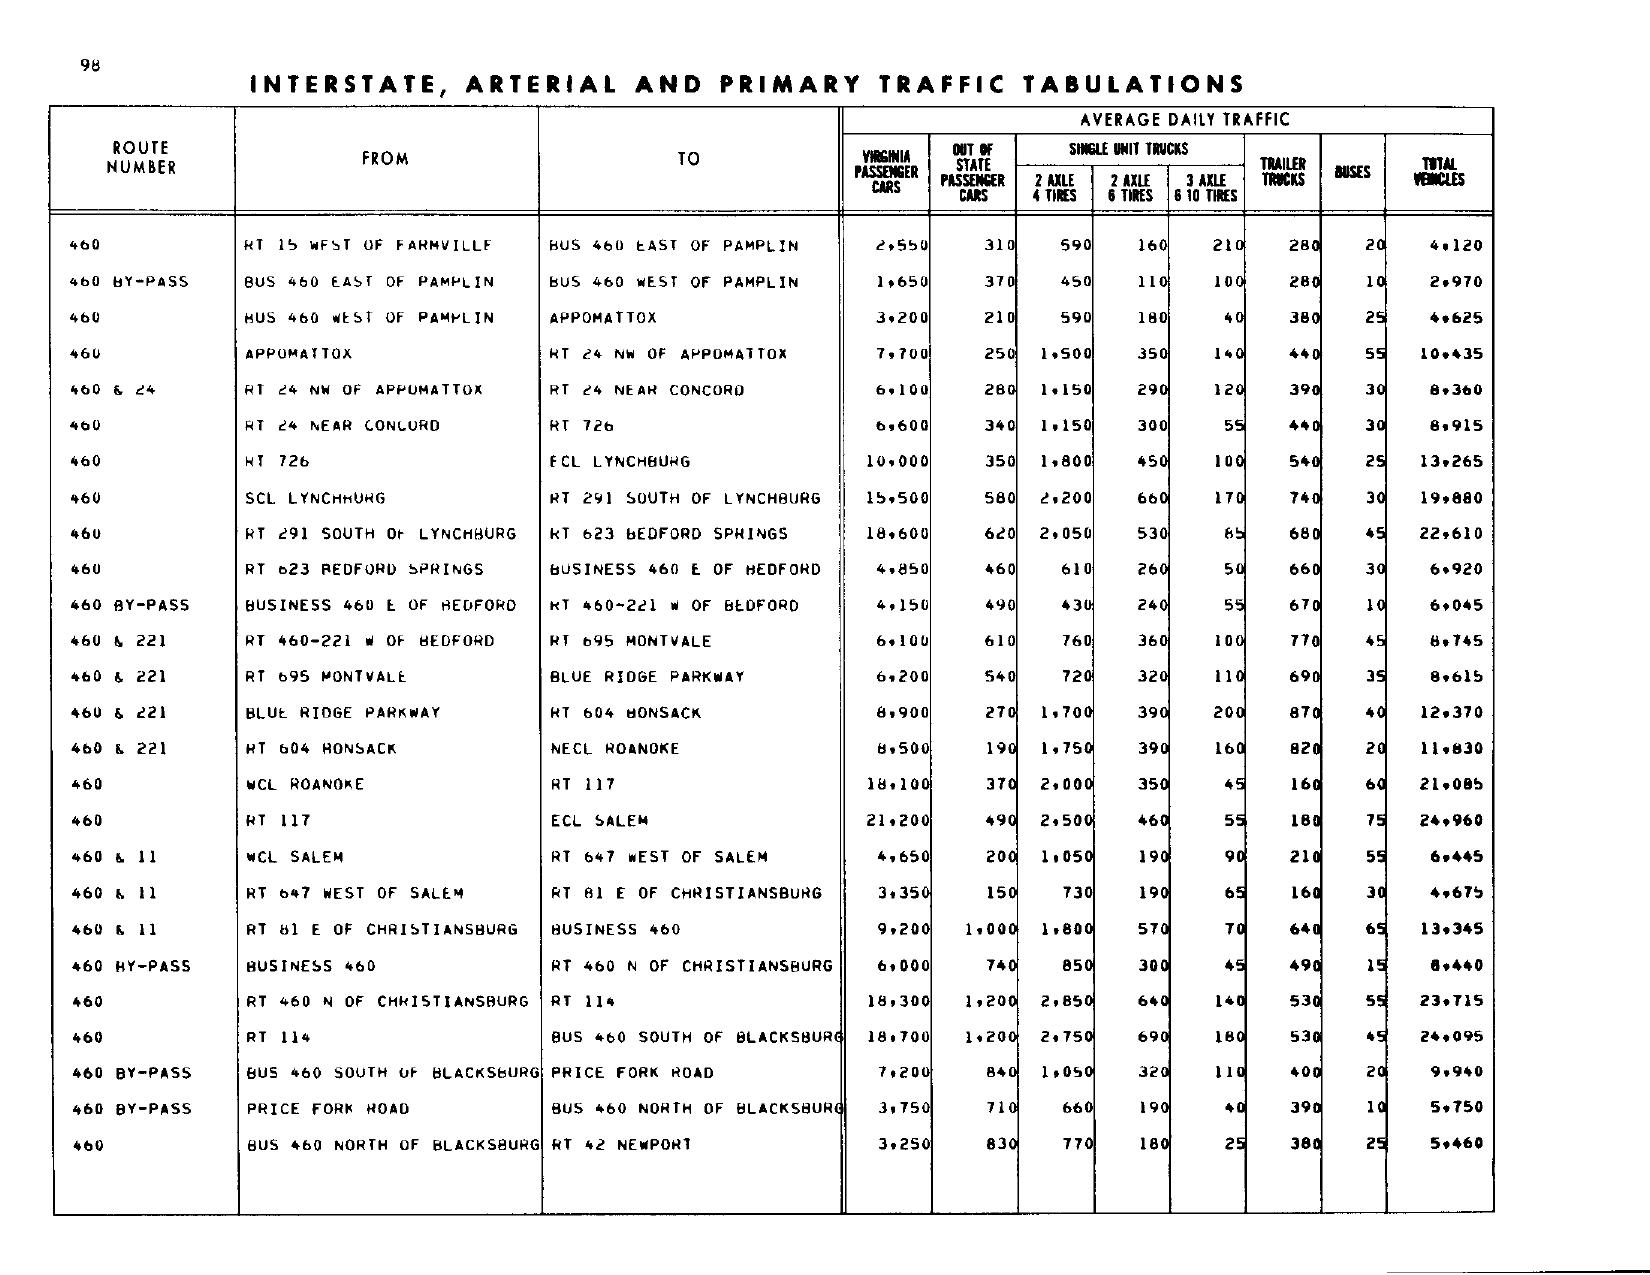 98
INTERSTATE, ARTERIAL AND PRIMARY TRAFFIC TABULATIONS
AVERAGE DAILY TRAFFIC
ROUTE NUMBER FROM TO VIRGINIA PASSENGER CARS OUT OF STATE PASSENGER CARS SINGLE UNIT TRUCKS 2 AXLE 4 TIRES 2 AXLE 6 TIRES 3 AXLE 6 10 TIRES TRAILER TRUCKS BUSES TOTAL VEHICLES
460 RT 15 WEST OF FARMVILLE BUS 460 EAST OF PAMPLIN 2,550 310 590 160 210 280 20 4,120
460 BY-PASS BUS 460 EAST OF PAMPLIN BUS 460 WEST OF PAMPLIN 1,650 370 450 110 100 280 10 2,970
460 BUS 460 WEST OF PAMPLIN APPOMATTOX 3,200 210 590 180 40 380 25 4,625
460 APPOMATTOX RT 24 NW OF APPOMATTOX 7,700 250 1,500 350 140 440 55 10,435
460 & 24 RT 24 NW OF APPOMATTOX RT 24 NEAR CONCORD 6,100 280 1,150 290 120 390 30 8,360
460 RT 24 NEAR CONCORD RT 726 6,600 340 1,150 300 55 440 30 8,915
460 RT 726 ECL LYNCHBURG 10,000 350 1,800 450 100 540 25 13,265
460 SCL LYNCHBURG RT 291 SOUTH OF LYNCHBURG 15,500 580 2,200 660 170 740 30 19,880
460 RT 291 SOUTH OF LYNCHBURG RT 623 BEDFORD SPRINGS 18,600 620 2,050 530 85 680 45 22,610
460 RT 623 BEDFORD SPRINGS BUSINESS 460 E OF BEDFORD 4,850 460 610 260 50 660 30 6,920
460 BY-PASS BUSINESS 460 E OF BEDFORD RT 460-221 W OF BEDFORD 4,150 490 430 240 55 670 10 6,045
460 & 221 RT 460-221 W OF BEDFORD RT 695 MONTVALE 6,100 610 760 360 100 770 45 8,745
460 & 221 RT 695 MONTVALE BLUE RIDGE PARKWAY 6,200 540 720 320 110 690 35 8,615
460 & 221 BLUE RIDGE PARKWAY RT 604 BONSACK 8,900 270 1,700 390 200 870 40 12,370
460 & 221 RT 604 BONSACK NECL ROANOKE 8,500 190 1,750 390 160 820 20 11,830
460 WCL ROANOKE RT 117 18,100 370 2,000 350 45 160 60 21,085
460 RT 117 ECL SALEM 21,200 490 2,500 460 55 180 75 24,960
460 & 11 WCL SALEM RT 647 WEST OF SALEM 4,650 200 1,050 190 90 210 55 6,445
460 & 11 RT 647 WEST OF SALEM RT 81 E OF CHRISTIANSBURG 3,350 150 730 190 65 160 30 4,675
460 & 11 RT 81 E OF CHRISTIANSBURG BUSINESS 460 9,200 1,000 1,800 570 70 640 65 13,345
460 BY-PASS BUSINESS 460 RT 460 N OF CHRISTIANSBURG 6,000 740 850 300 45 490 15 8,440
460 RT 460 N OF CHRISTIANSBURG RT 114 18,300 1,200 2,850 640 140 530 55 23,715
460 RT 114 BUS 460 SOUTH OF BLACKSBURG 18,700 1,200 2,750 690 180 530 45 24,095
460 BY-PASS BUS 460 SOUTH OF BLACKSBURG PRICE FORK ROAD 7,200 840 1,050 320 110 400 20 9,940
460 BY-PASS PRICE FORK ROAD BUS 460 NORTH OF BLACKSBURG 3,750 710 660 190 40 390 10 5,750
460 BUS 460 NORTH OF BLACKSBURG RT 42 NEWPORT 3,250 830 770 180 25 380 25 5,460